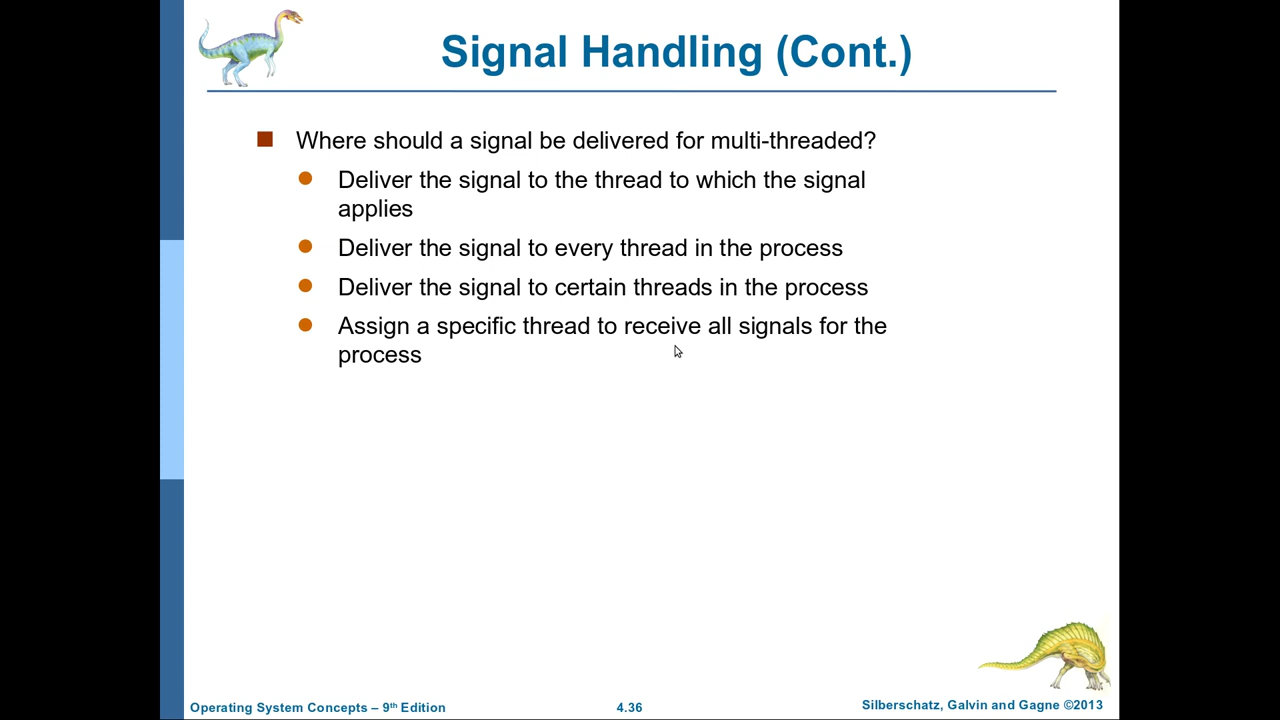 Signal Handling (Cont.)
Where should a signal be delivered for multi-threaded?
Deliver the signal to the thread to which the signal
applies
Deliver the signal to every thread in the process
Deliver the signal to certain threads in the process
Assign a specific thread to receive all signals for the
process
Operating System Concepts – 9th Edition
4.36
Silberschatz, Galvin and Gagne ©2013